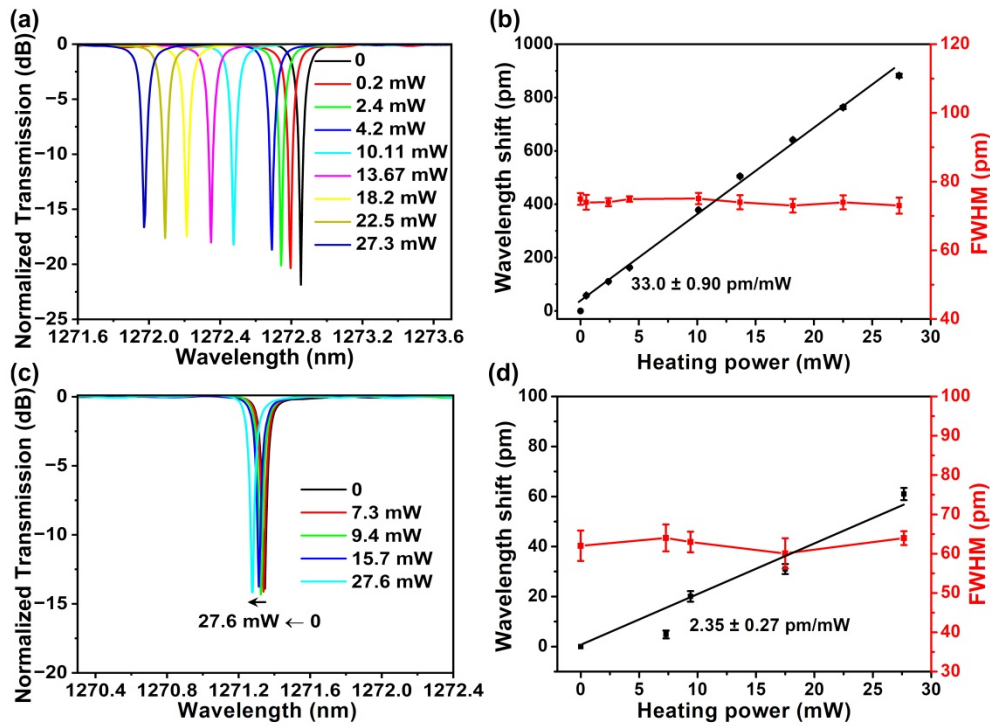 (a)
Normalized Transmission (dB)
0
−5
−10
−15
−20
−25
0
0.2 mW
2.4 mW
4.2 mW
10.11 mW
13.67 mW
18.2 mW
22.5 mW
27.3 mW
1271.6 1272.0 1272.4 1272.8 1273.2 1273.6
Wavelength (nm)
(b)
Wavelength shift (pm)
1000
800
600
400
200
0
33.0 ± 0.90 pm/mW
120
100
80
60
40
FWHM (pm)
0 5 10 15 20 25 30
Heating power (mW)
(c)
Normalized Transmission (dB)
0
−5
−10
−15
−20
0
7.3 mW
9.4 mW
15.7 mW
27.6 mW
27.6 mW ← 0
1270.4 1270.8 1271.2 1271.6 1272.0 1272.4
Wavelength (nm)
(d)
Wavelength shift (pm)
100
80
60
40
20
0
2.35 ± 0.27 pm/mW
100
90
80
70
60
50
40
30
FWHM (pm)
0 5 10 15 20 25 30
Heating power (mW)